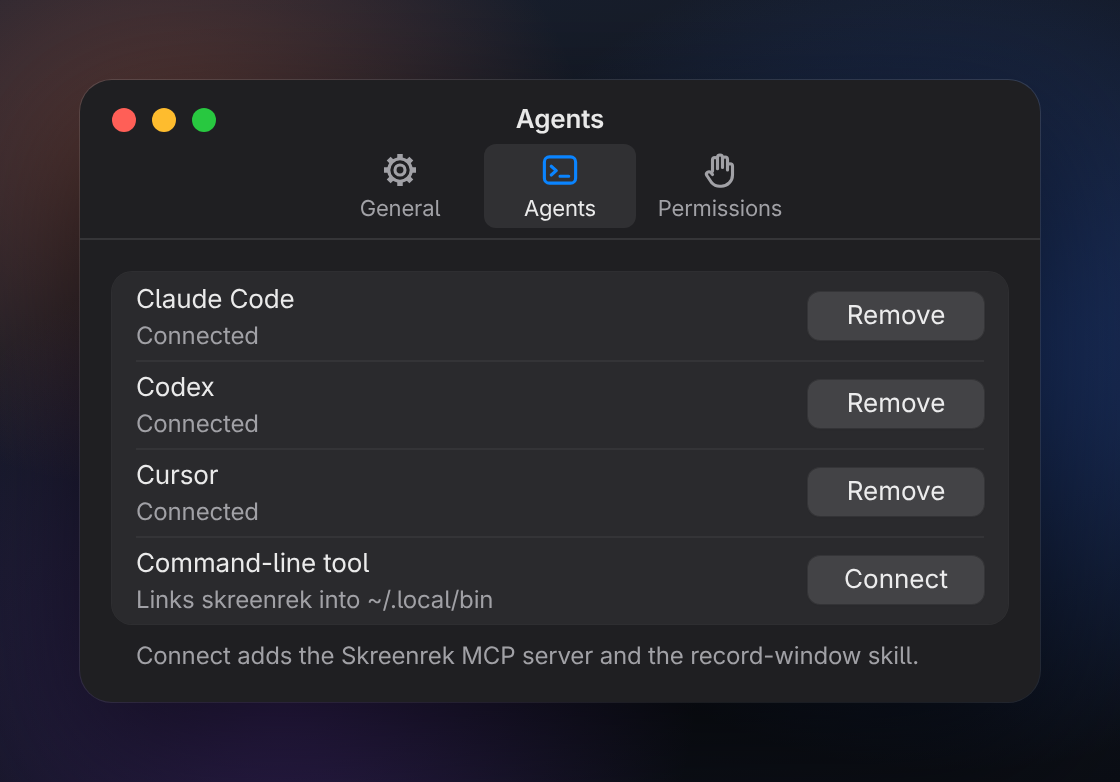 Agents
General
Agents
Permissions
Claude Code
Connected
Remove
Codex
Connected
Remove
Cursor
Connected
Remove
Command-line tool
Links skreenrek into ~/.local/bin
Connect
Connect adds the Skreenrek MCP server and the record-window skill.